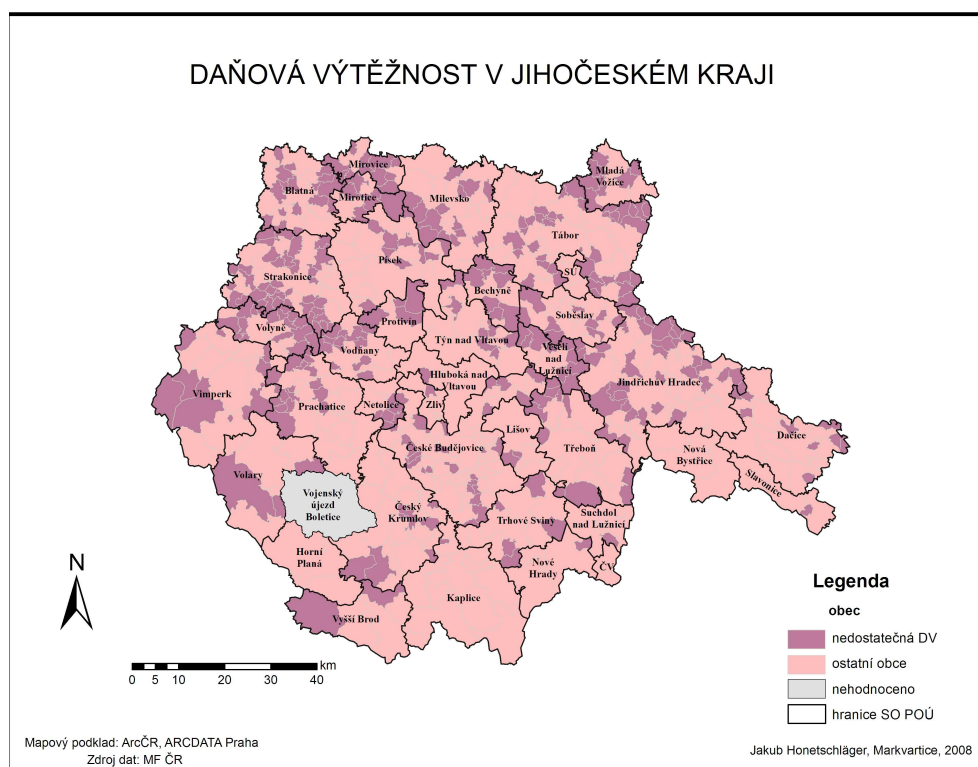 DAŇOVÁ VÝTĚŽNOST V JIHOČESKÉM KRAJI
Mirovice
Mladá
Vožice
Blatná
Mirotice
Milevsko
Tábor
Písek
SÚ
Strakonice
Bechyně
Soběslav
Protivín
Volyně
Vodňany
Týn nad Vltavou
Veselí
nad
Lužnicí
Hluboká nad
Vltavou
Jindřichův Hradec
Vimperk
Prachatice
Netolice
Zliv
Lišov
Dačice
České Budějovice
Třeboň
Nová
Bystřice
Volary
Slavonice
Vojenský
újezd
Boletice
Český
Krumlov
Trhové Sviny
Suchdol
nad Lužnicí
Horní
Planá
Nové
Hrady
ČV
Kaplice
Vyšší Brod
N
km
0 5 10 20 30 40
Legenda
obec
nedostatečná DV
ostatní obce
nehodnoceno
hranice SO POÚ
Mapový podklad: ArcČR, ARCDATA Praha
Zdroj dat: MF ČR
Jakub Honetschläger, Markvartice, 2008